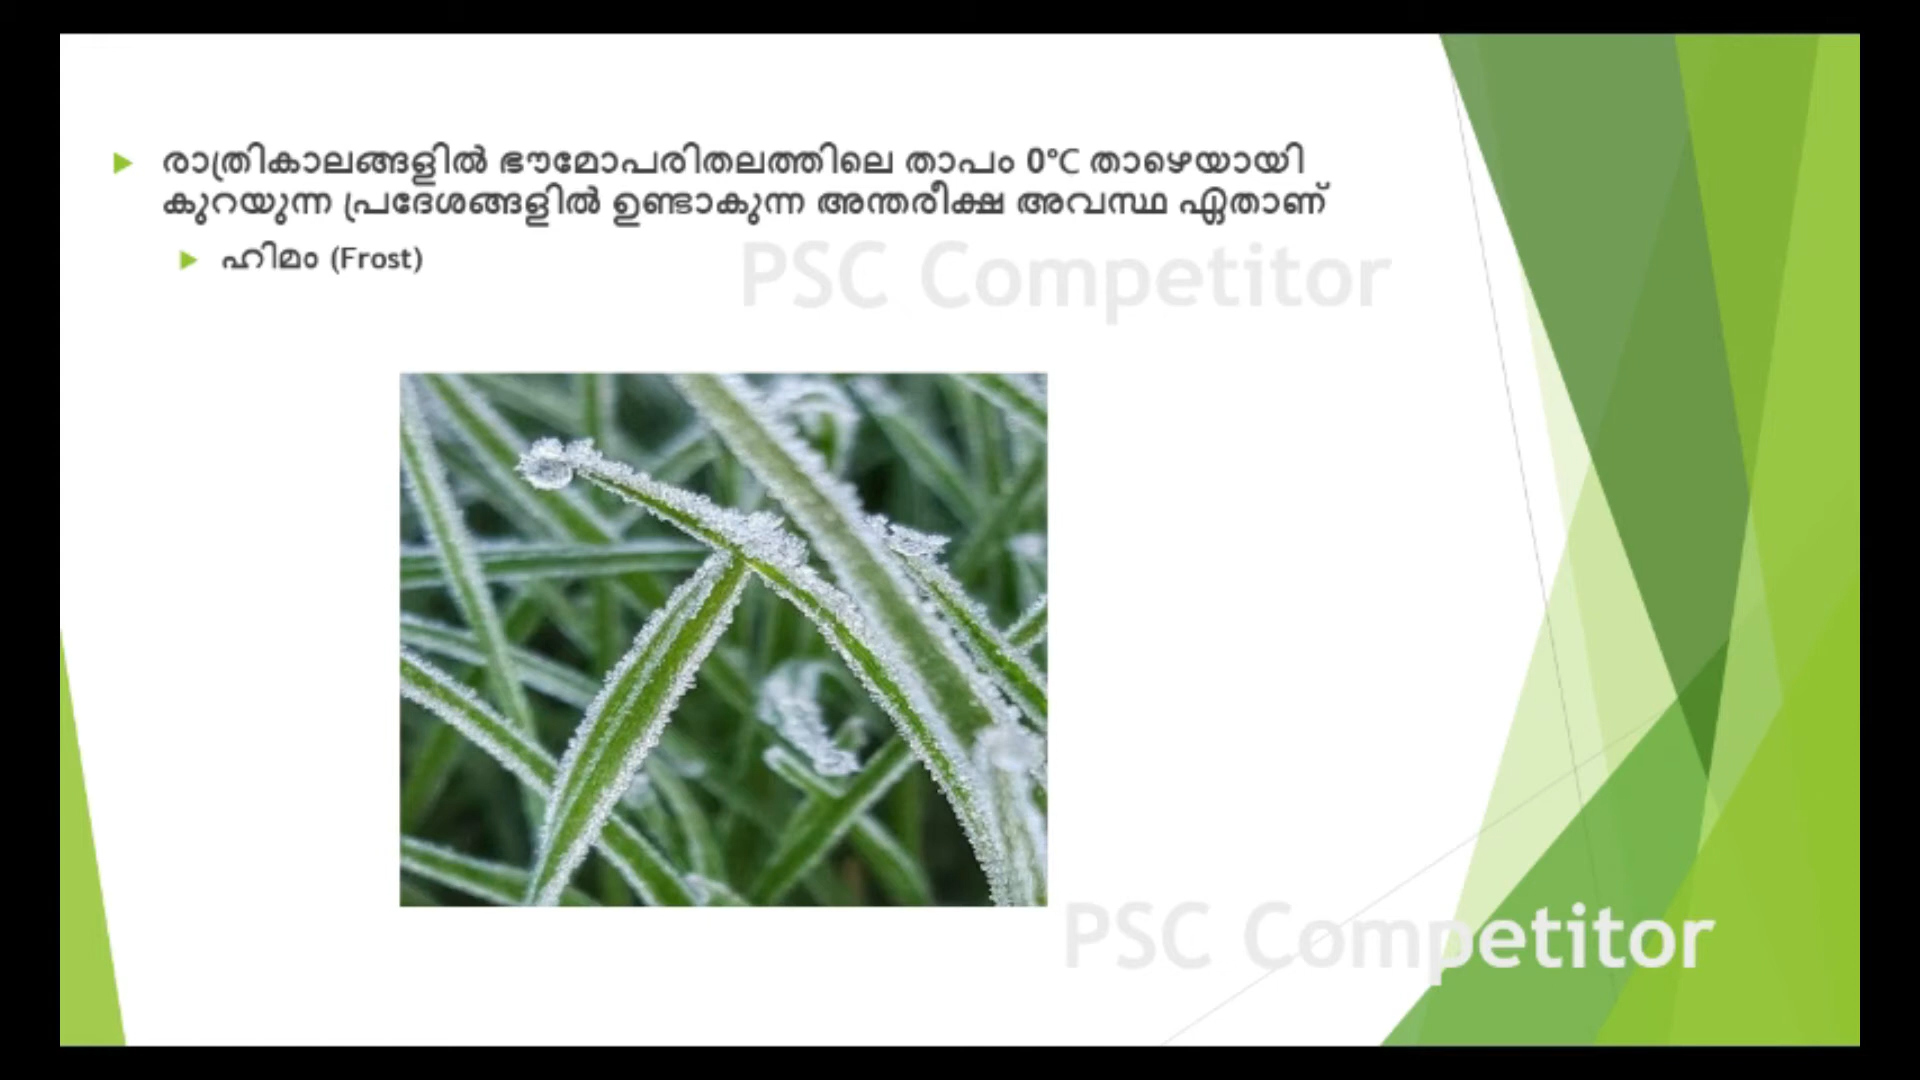 രാത്രികാലങ്ങളിൽ ഭൗമോപരിതലത്തിലെ താപം 0°C താഴെയായി
കുറയുന്ന പ്രദേശങ്ങളിൽ ഉണ്ടാകുന്ന അന്തരീക്ഷ അവസ്ഥ ഏതാണ്
ഹിമം (Frost)
PSC Competitor
PSC Competitor